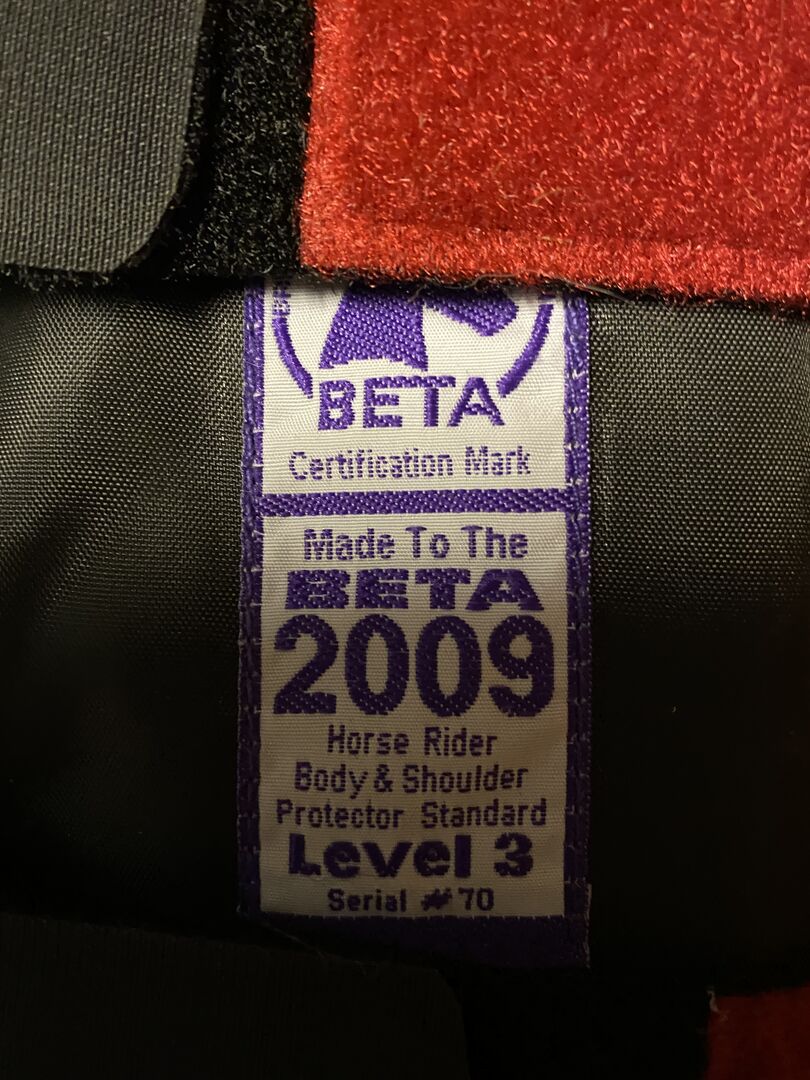 BETA
Certification Mark
Made To The
BETA
2009
Horse Rider
Body & Shoulder
Protector Standard
Level 3
Serial # 70